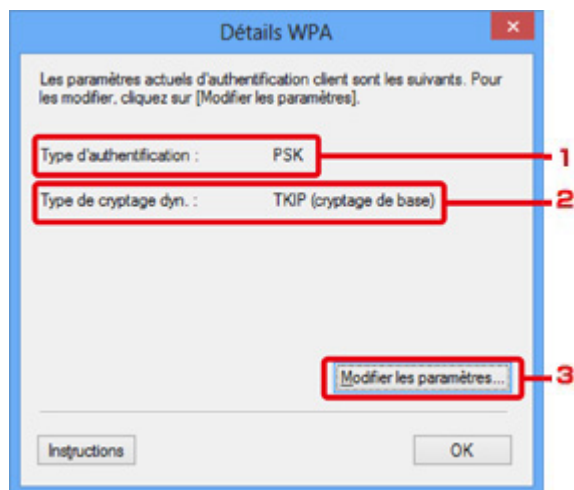 Détails WPA
Les paramètres actuels d'authentification client sont les suivants. Pour
les modifier, cliquez sur [Modifier les paramètres].
Type d'authentification : PSK
1
Type de cryptage dyn. : TKIP (cryptage de base)
2
Modifier les paramètres...
3
Instructions
OK